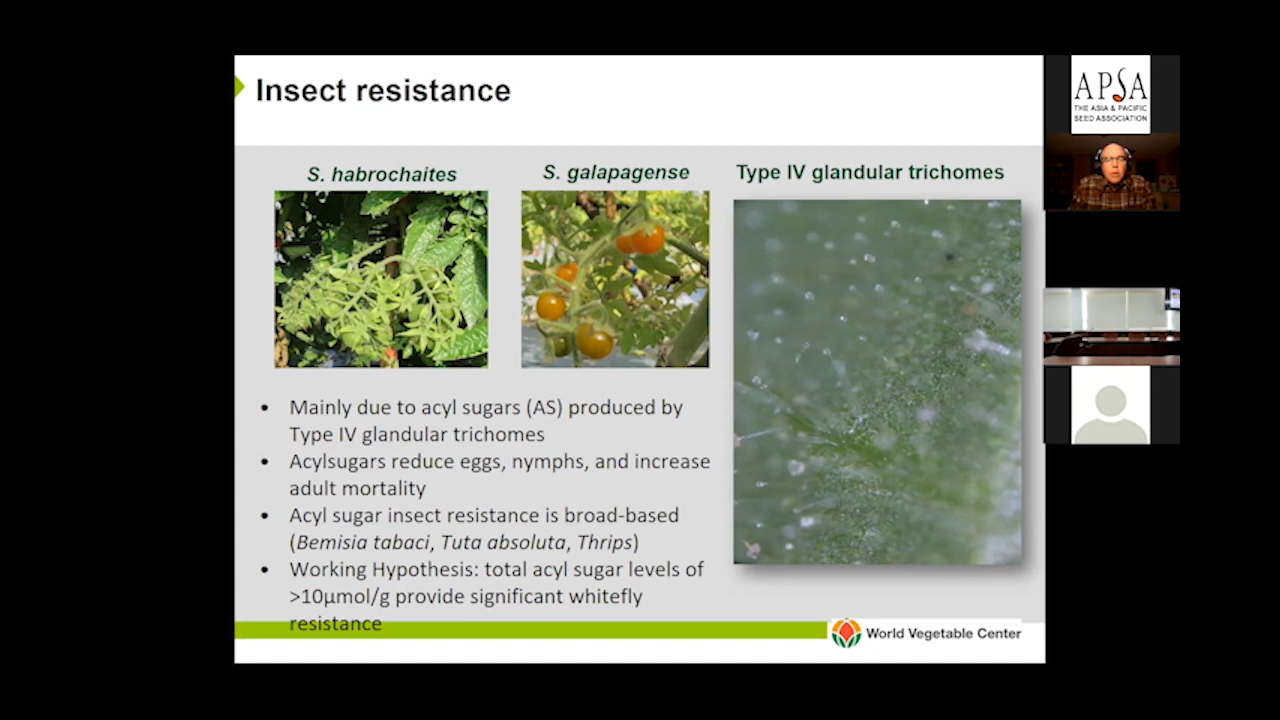 Insect resistance
S. habrochaites
S. galapagense
Type IV glandular trichomes
• Mainly due to acyl sugars (AS) produced by
Type IV glandular trichomes
• Acylsugars reduce eggs, nymphs, and increase
adult mortality
• Acyl sugar insect resistance is broad-based
(Bemisia tabaci, Tuta absoluta, Thrips)
• Working Hypothesis: total acyl sugar levels of
>10µmol/g provide significant whitefly
resistance
World Vegetable Center
APSA
THE ASIA & PACIFIC
SEED ASSOCIATION